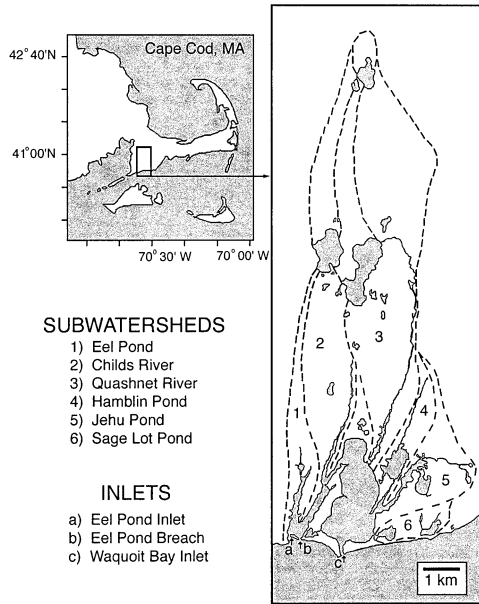 Cape Cod, MA
42°40'N
41°00'N
70°30' W 70°00' W
SUBWATERSHEDS
1) Eel Pond
2) Childs River
3) Quashnet River
4) Hamblin Pond
5) Jehu Pond
6) Sage Lot Pond
INLETS
a) Eel Pond Inlet
b) Eel Pond Breach
c) Waquoit Bay Inlet
2
3
1
4
5
6
a b
c
1 km